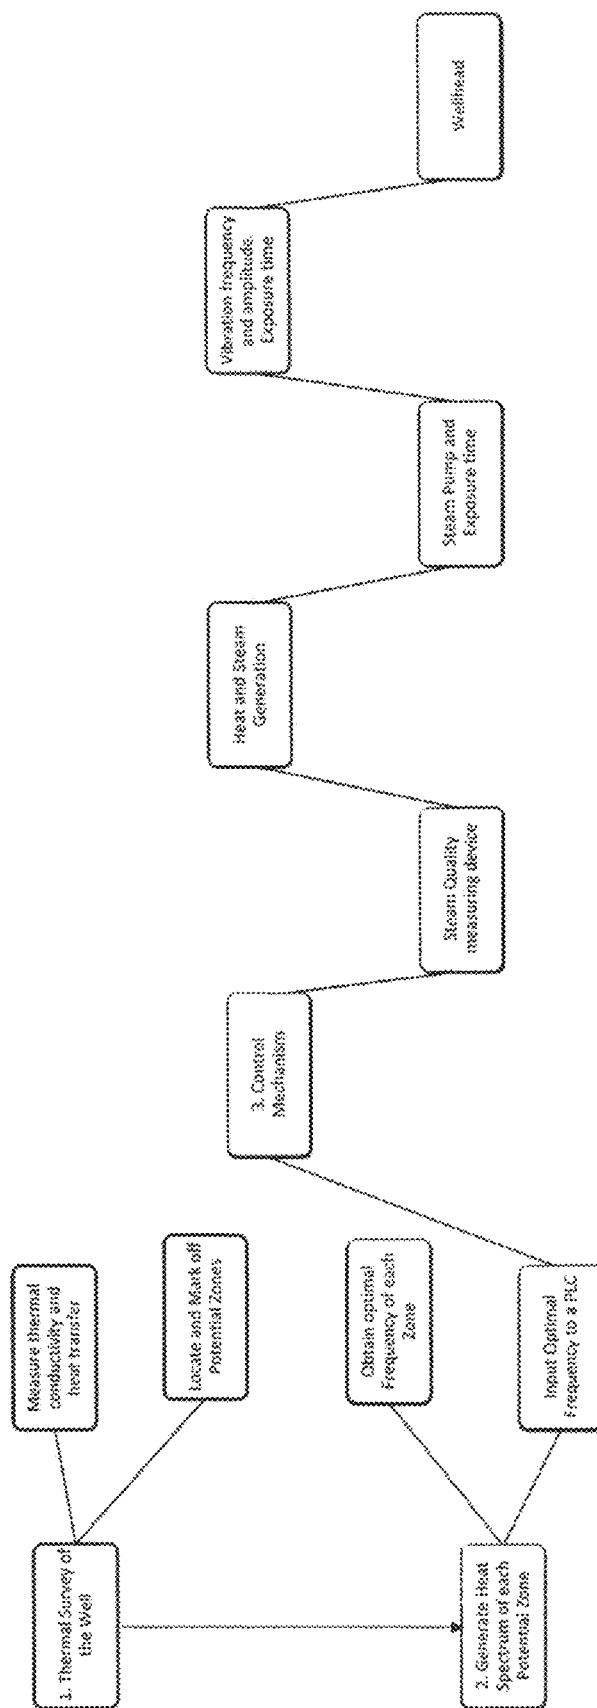 1. Thermal Survey of
the Well
Measure thermal
conductivity and
heat transfer
Locate and Mark off
Potential Zones
2. Generate Heat
Spectrum of each
Potential Zone
Obtain optimal
Frequency of each
Zone
Input Optimal
Frequency to a PLC
3. Control
Mechanism
Steam Quality
measuring device
Heat and Steam
Generation
Steam Pump and
Exposure time
Vibration frequency
and amplitude.
Exposure time
Wellhead